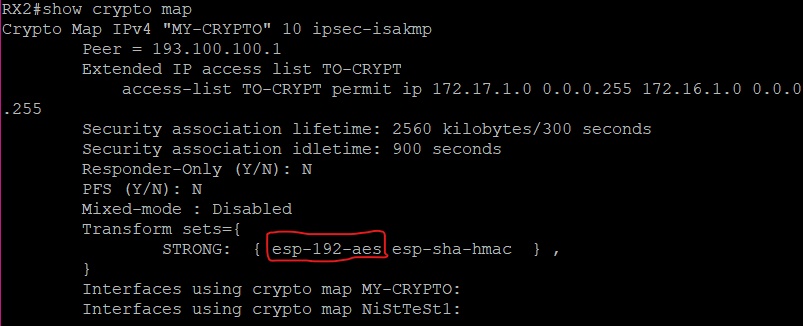 RX2#show crypto map
Crypto Map IPv4 "MY-CRYPTO" 10 ipsec-isakmp
Peer = 193.100.100.1
Extended IP access list TO-CRYPT
access-list TO-CRYPT permit ip 172.17.1.0 0.0.0.255 172.16.1.0 0.0.0
.255
Security association lifetime: 2560 kilobytes/300 seconds
Security association idletime: 900 seconds
Responder-Only (Y/N): N
PFS (Y/N): N
Mixed-mode : Disabled
Transform sets={
STRONG:  { esp-192-aes esp-sha-hmac  } ,
}
Interfaces using crypto map MY-CRYPTO:
Interfaces using crypto map NiStTeSt1: